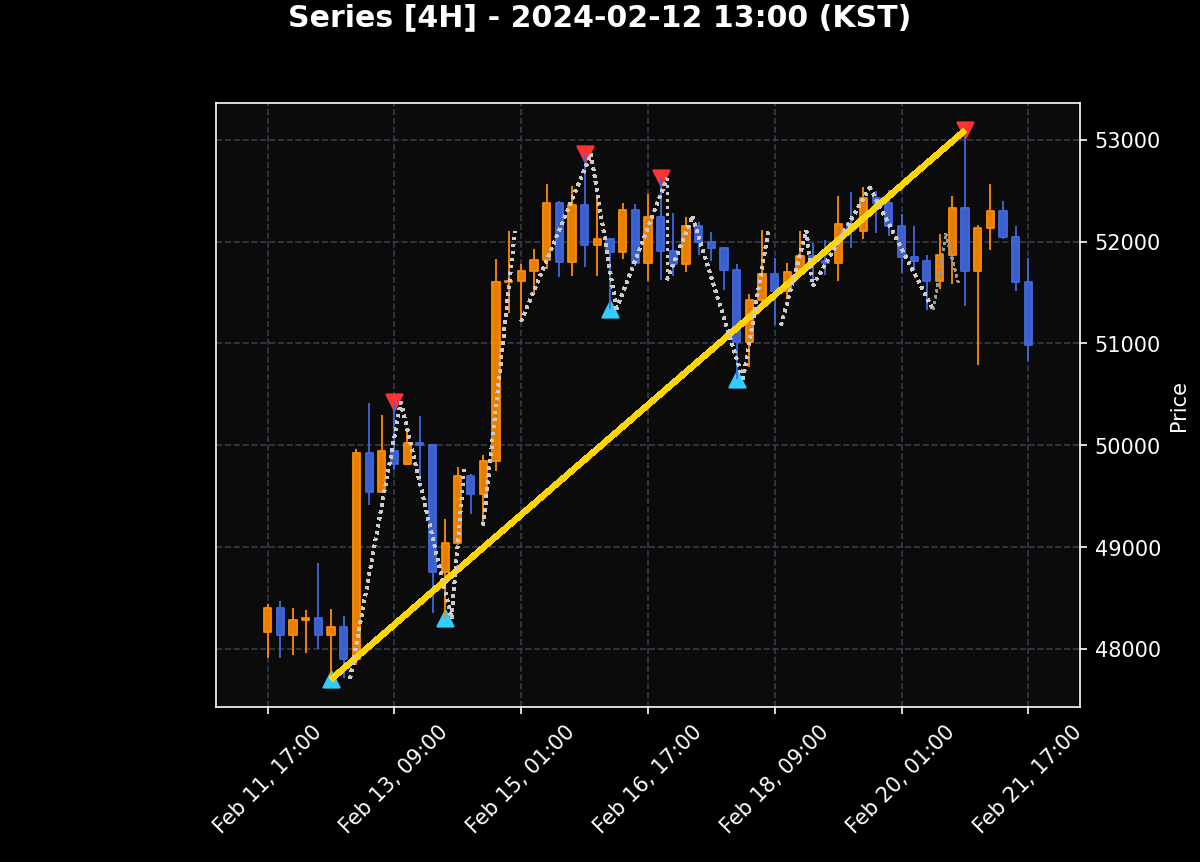 Series [4H] - 2024-02-12 13:00 (KST)
53000
52000
51000
50000
49000
48000
Price
Feb 11, 17:00
Feb 13, 09:00
Feb 15, 01:00
Feb 16, 17:00
Feb 18, 09:00
Feb 20, 01:00
Feb 21, 17:00